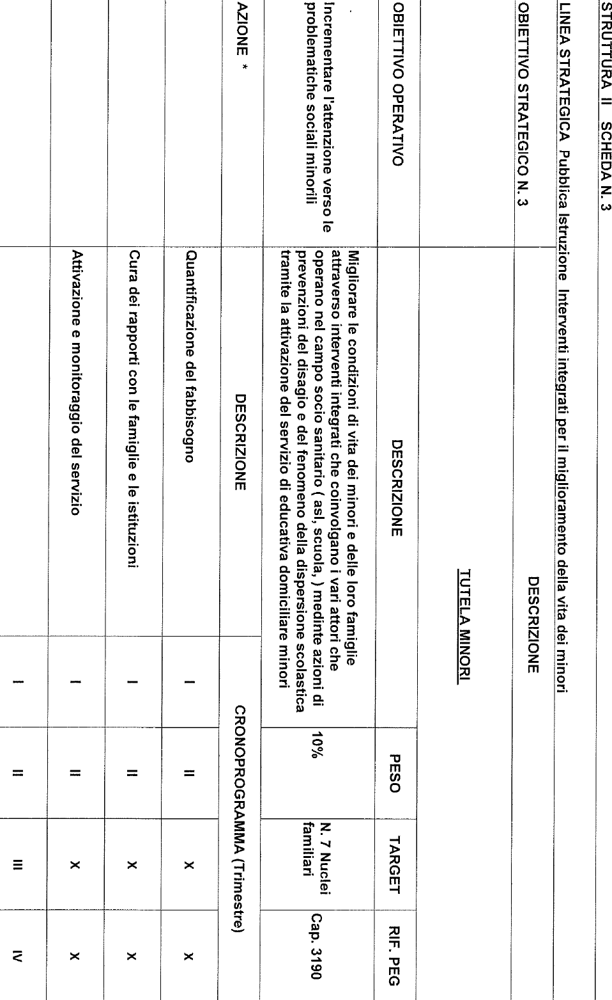 STRUTTURA II SCHEDA N. 3
LINEA STRATEGICA Pubblica Istruzione Interventi integrati per il miglioramento della vita dei minori
OBIETTIVO STRATEGICO N. 3
DESCRIZIONE
TUTELA MINORI
OBIETTIVO OPERATIVO
DESCRIZIONE
PESO
TARGET
RIF. PEG
Incrementare l'attenzione verso le
problematiche sociali minorili
Migliorare le condizioni di vita dei minori e delle loro famiglie
attraverso interventi integrati che coinvolgano i vari attori che
operano nel campo socio sanitario ( asl, scuola, ) medinte azioni di
prevenzioni del disagio e del fenomeno della dispersione scolastica
tramite la attivazione del servizio di educativa domiciliare minori
10%
N. 7 Nuclei
familiari
Cap. 3190
AZIONE *
DESCRIZIONE
CRONOPROGRAMMA (Trimestre)
Quantificazione del fabbisogno
I
II
X
X
Cura dei rapporti con le famiglie e le istituzioni
I
II
X
X
Attivazione e monitoraggio del servizio
I
II
X
X
I
II
III
IV